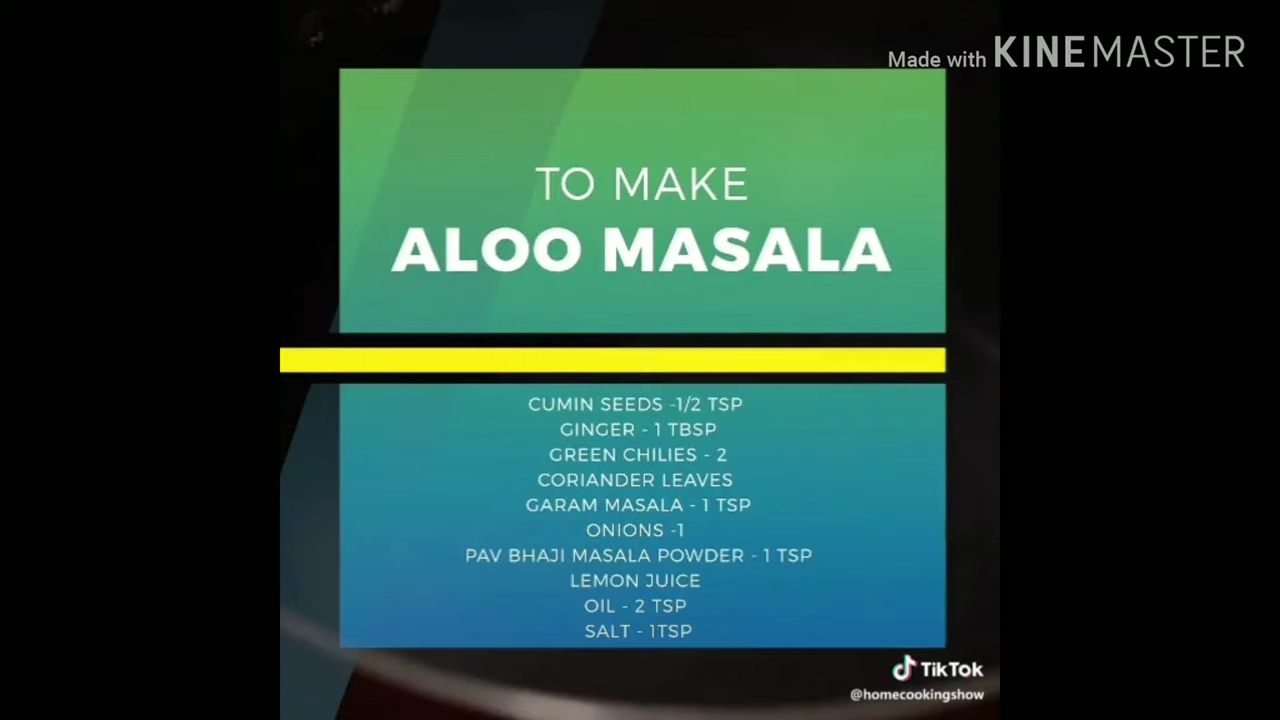 Made with KINEMASTER
TO MAKE
ALOO MASALA
CUMIN SEEDS -1/2 TSP
GINGER - 1 TBSP
GREEN CHILIES - 2
CORIANDER LEAVES
GARAM MASALA - 1 TSP
ONIONS -1
PAV BHAJI MASALA POWDER - 1 TSP
LEMON JUICE
OIL - 2 TSP
SALT - 1TSP
TikTok
@homecookingshow